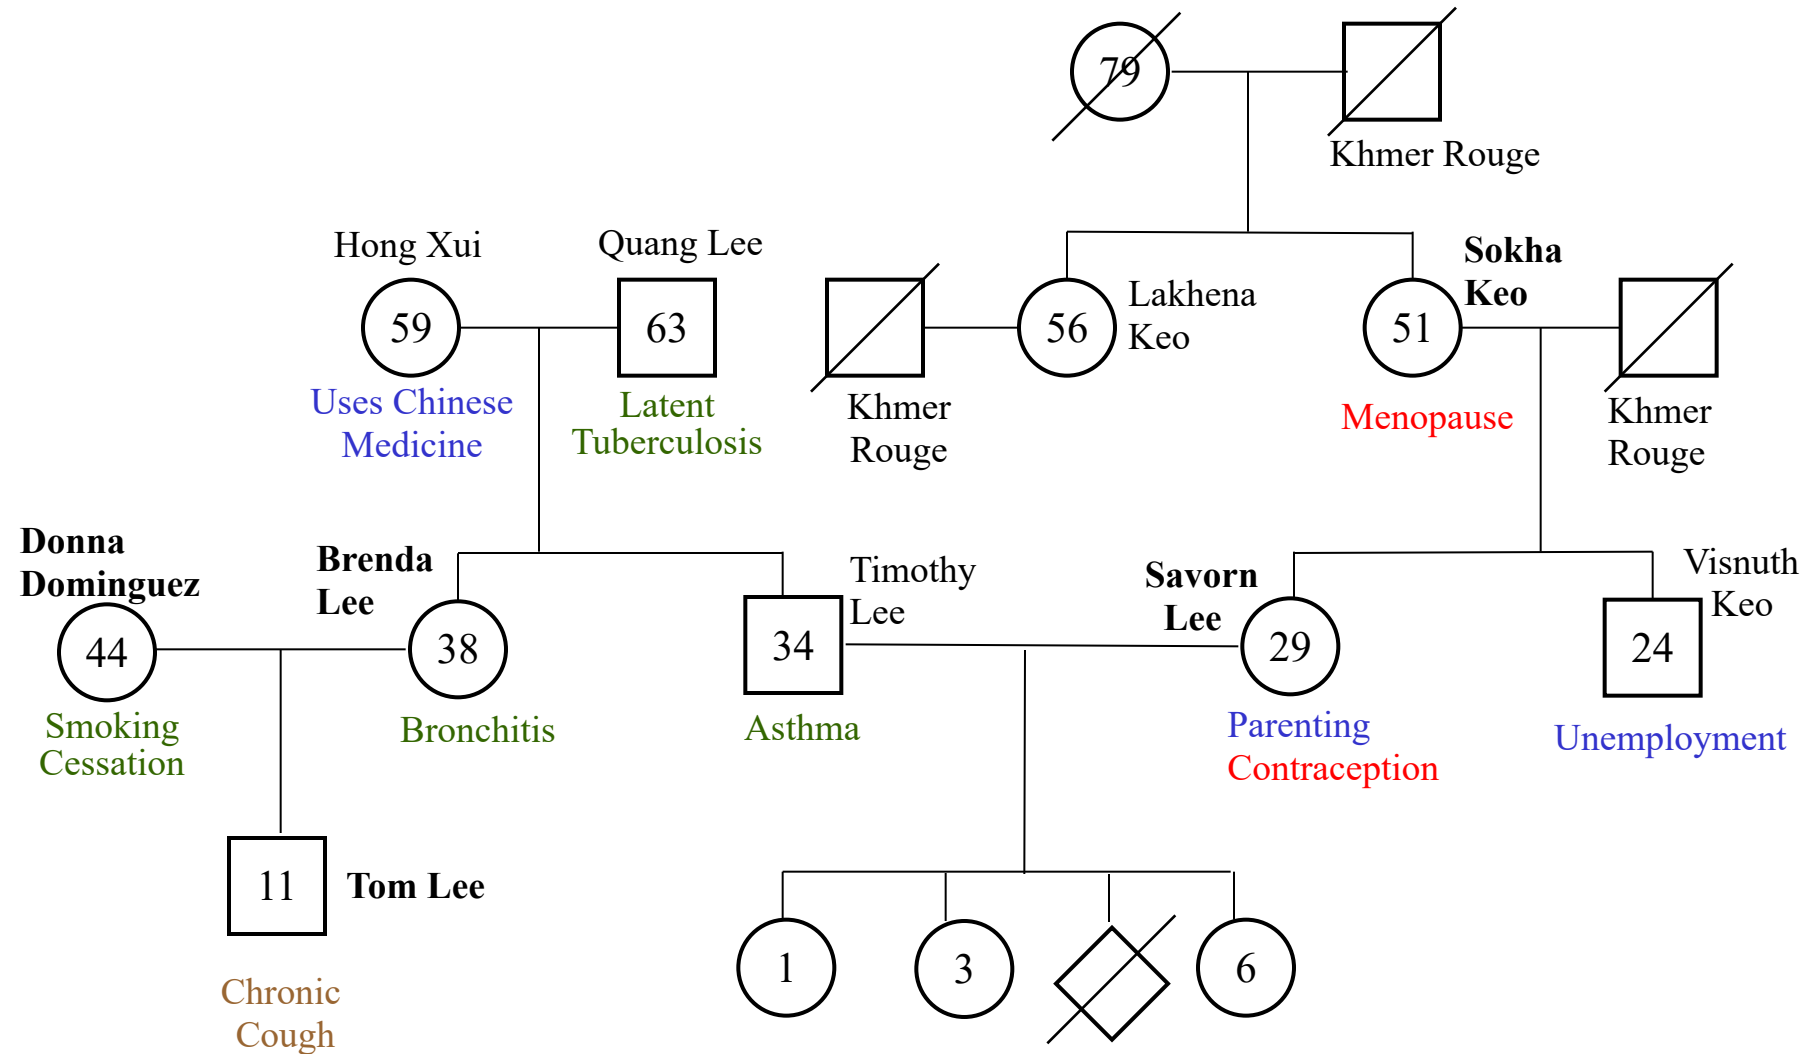 79
Khmer Rouge
Hong Xui
Quang Lee
Sokha
Keo
Lakhena
Keo
59
63
56
51
Uses Chinese
Medicine
Latent
Tuberculosis
Khmer
Rouge
Menopause
Khmer
Rouge
Donna
Dominguez
Brenda
Lee
Timothy
Lee
Savorn
Lee
Visnuth
Keo
44
38
34
29
24
Smoking
Cessation
Bronchitis
Asthma
Parenting
Contraception
Unemployment
11
Tom Lee
Chronic
Cough
1
3
6